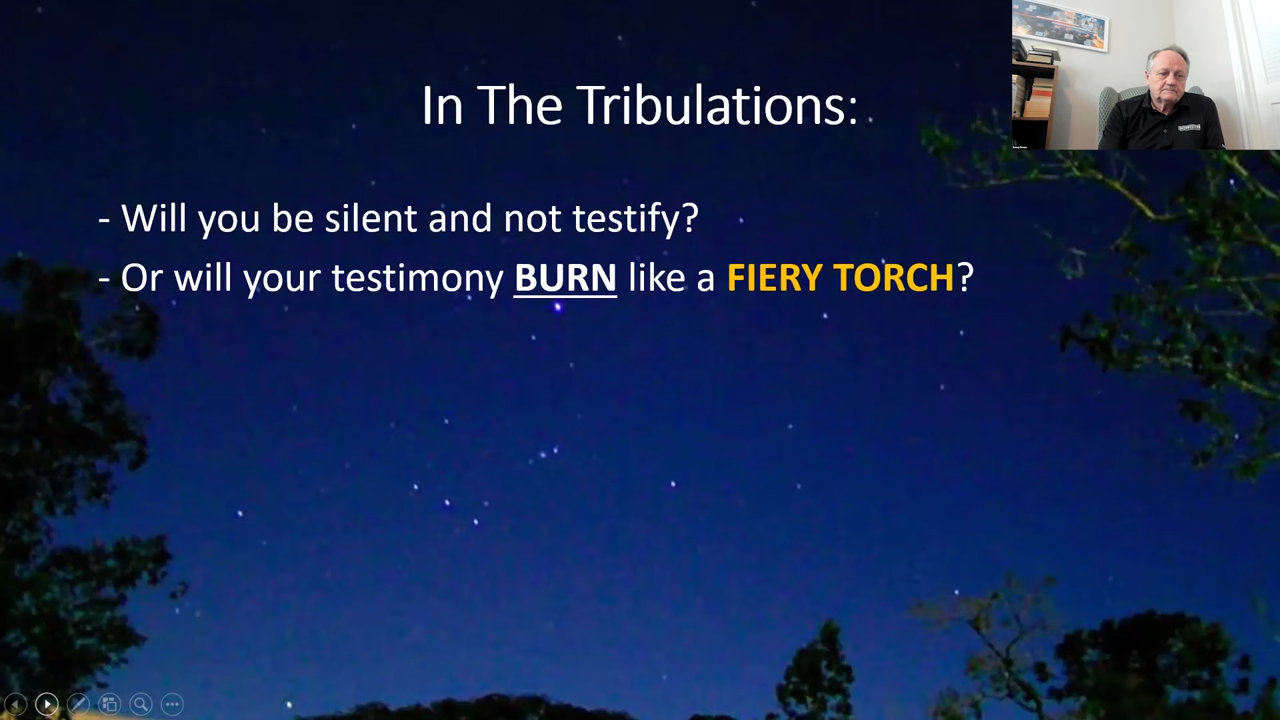 In The Tribulations:
- Will you be silent and not testify?
- Or will your testimony BURN like a FIERY TORCH?